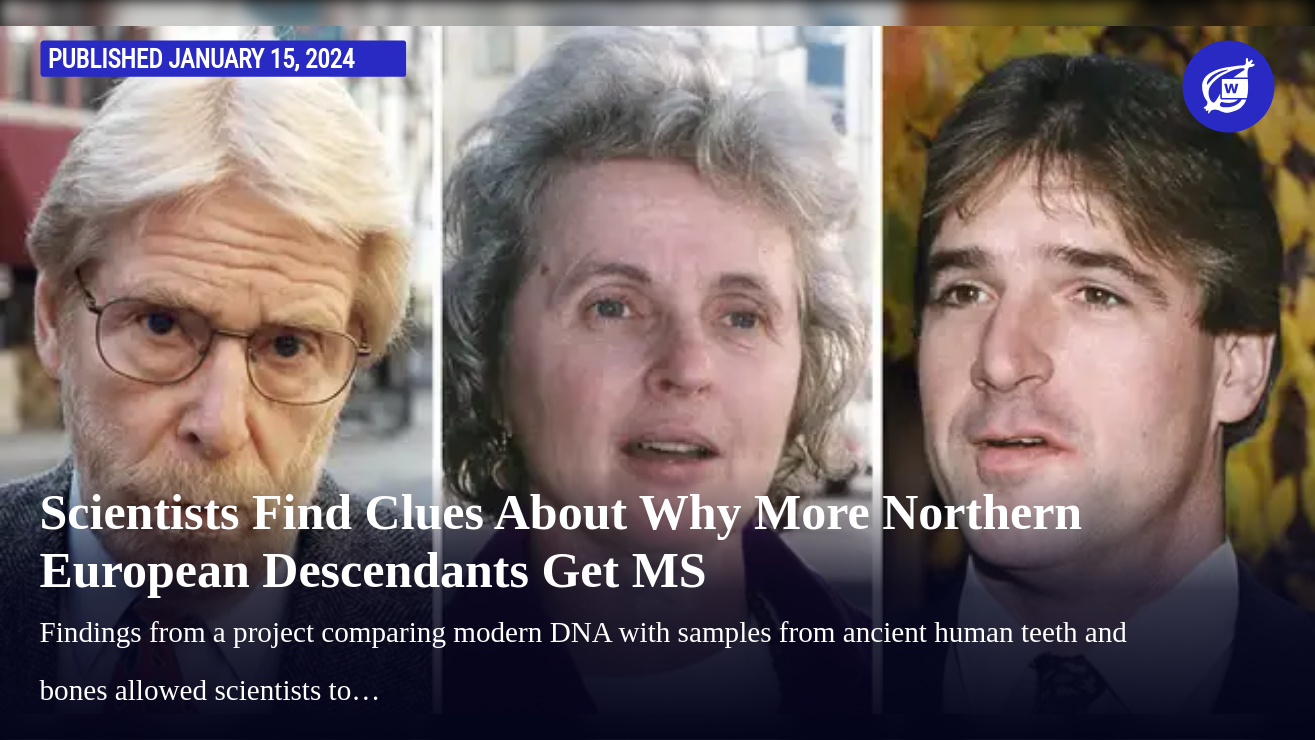 PUBLISHED JANUARY 15, 2024
W
Scientists Find Clues About Why More Northern
European Descendants Get MS
Findings from a project comparing modern DNA with samples from ancient human teeth and
bones allowed scientists to…